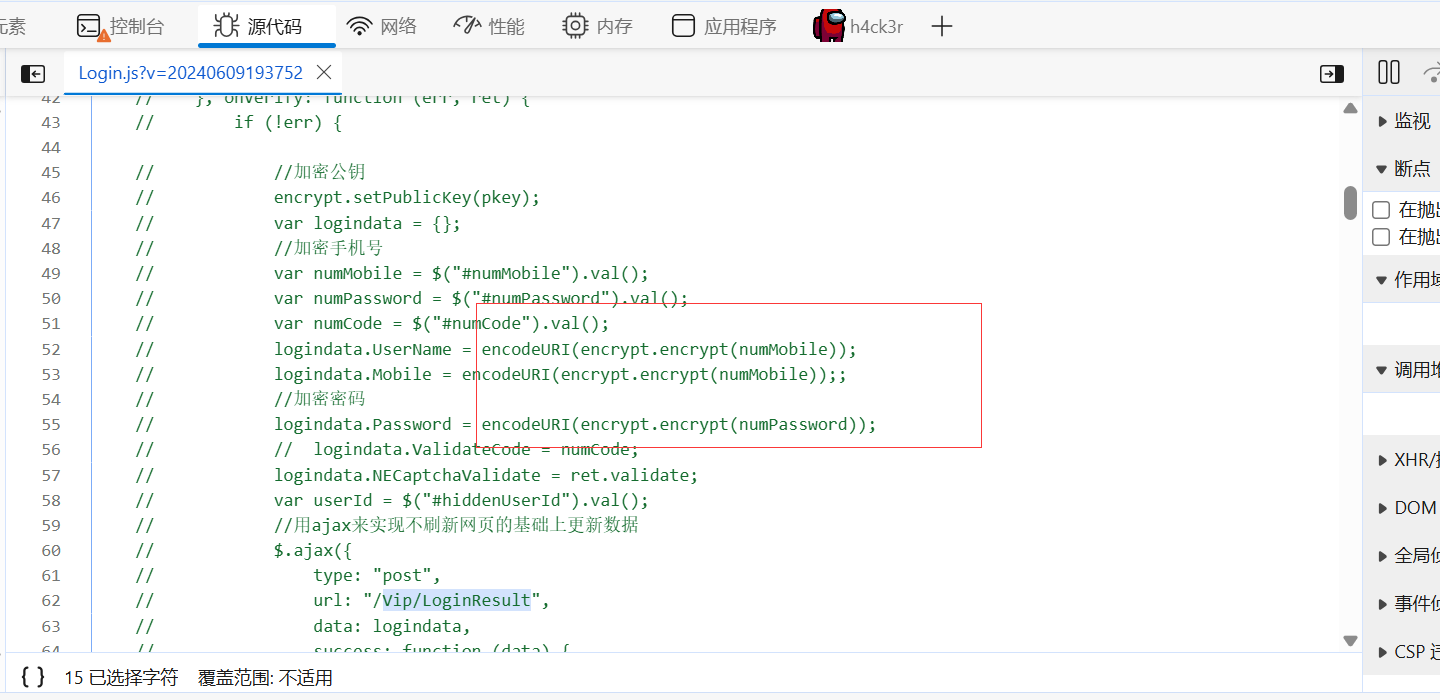 元素 控制台 源代码 网络 性能 内存 应用程序 h4ck3r
Login.js?v=20240609193752
42 // }, onVerify: function (err, ret) {
43 // if (!err) {
44
45 // //加密公钥
46 // encrypt.setPublicKey(pkey);
47 // var logindata = {};
48 // //加密手机号
49 // var numMobile = $("#numMobile").val();
50 // var numPassword = $("#numPassword").val();
51 // var numCode = $("#numCode").val();
52 // logindata.UserName = encodeURI(encrypt.encrypt(numMobile));
53 // logindata.Mobile = encodeURI(encrypt.encrypt(numMobile));;
54 // //加密密码
55 // logindata.Password = encodeURI(encrypt.encrypt(numPassword));
56 // // logindata.ValidateCode = numCode;
57 // logindata.NECaptchaValidate = ret.validate;
58 // var userId = $("#hiddenUserId").val();
59 // //用ajax来实现不刷新网页的基础上更新数据
60 // $.ajax({
61 // type: "post",
62 // url: "/Vip/LoginResult",
63 // data: logindata,
64 // success: function (data) {
监视
断点
在抛
在抛
作用域
调用堆
XHR/
DOM
全局侦
事件侦
CSP 违
{ } 15 已选择字符 覆盖范围: 不适用